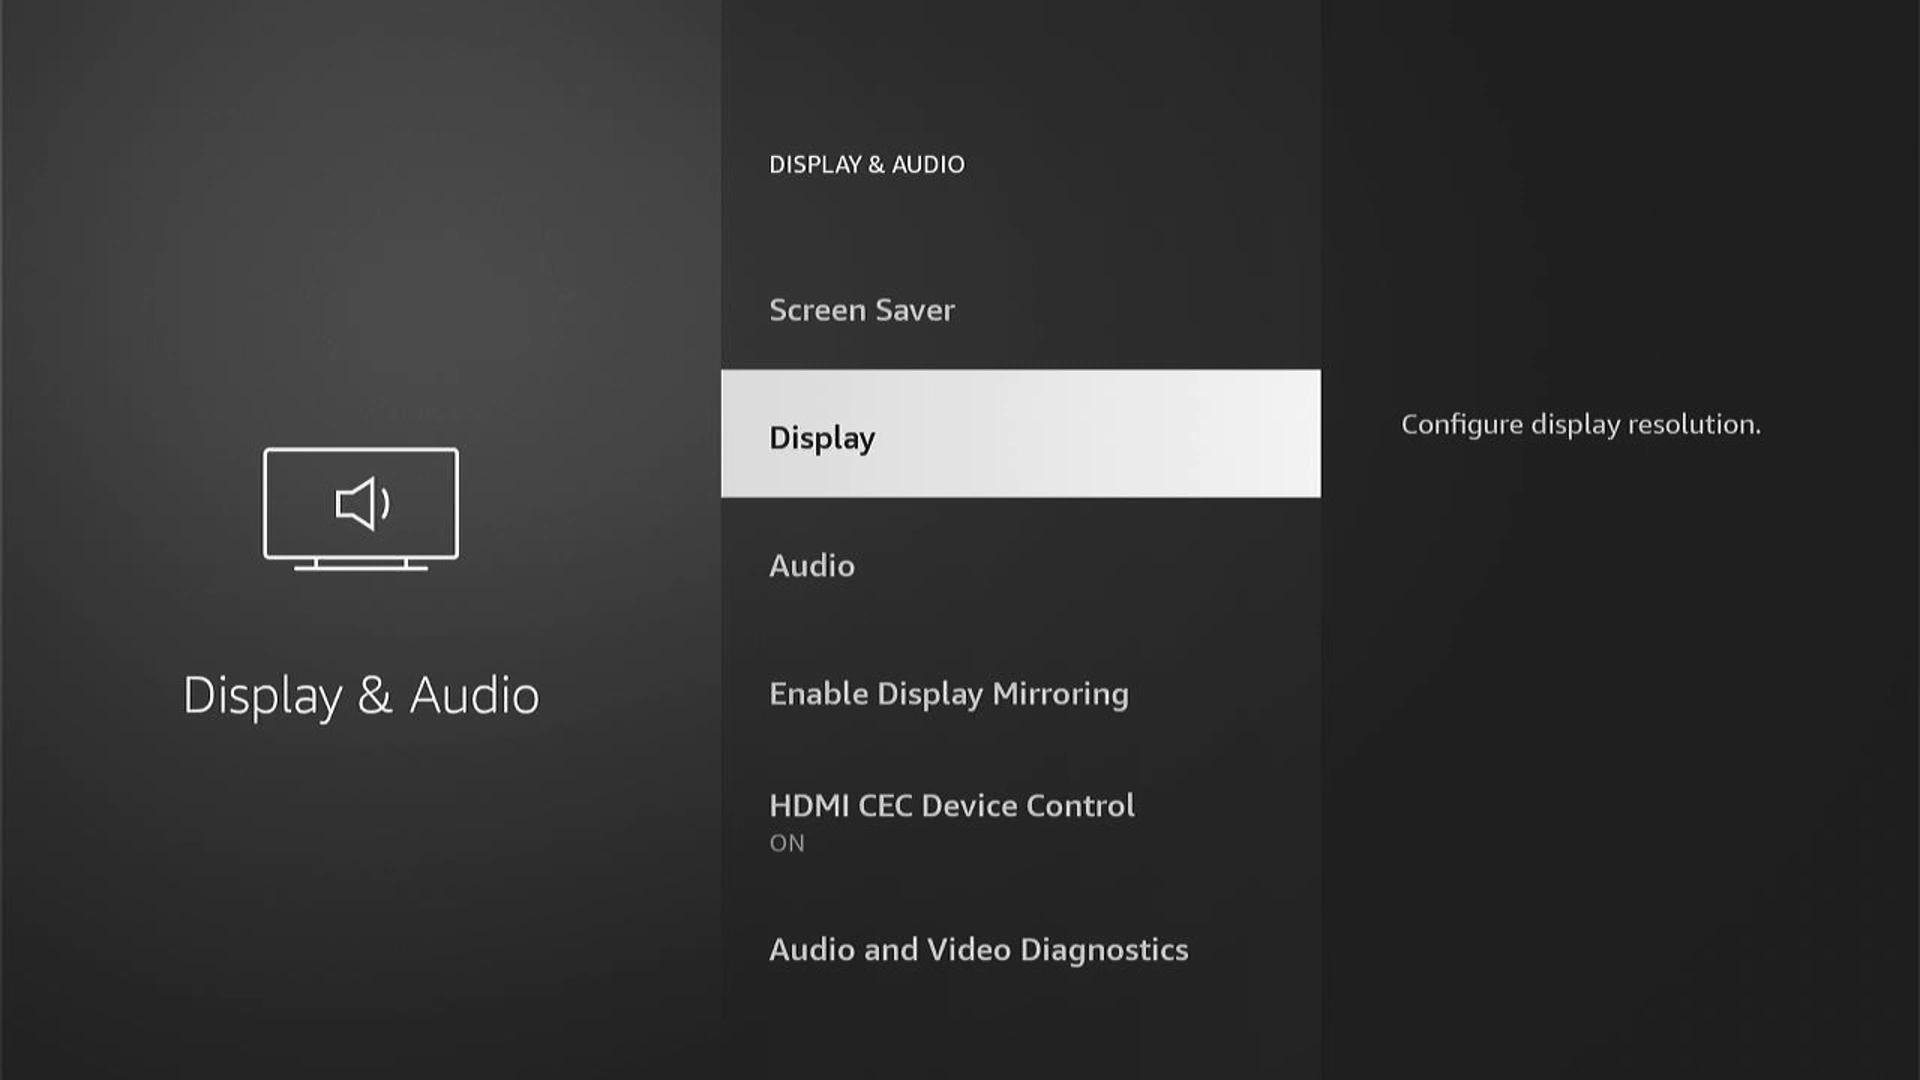 DISPLAY & AUDIO
Screen Saver
Display
Configure display resolution.
Audio
Enable Display Mirroring
HDMI CEC Device Control
ON
Audio and Video Diagnostics
Display & Audio